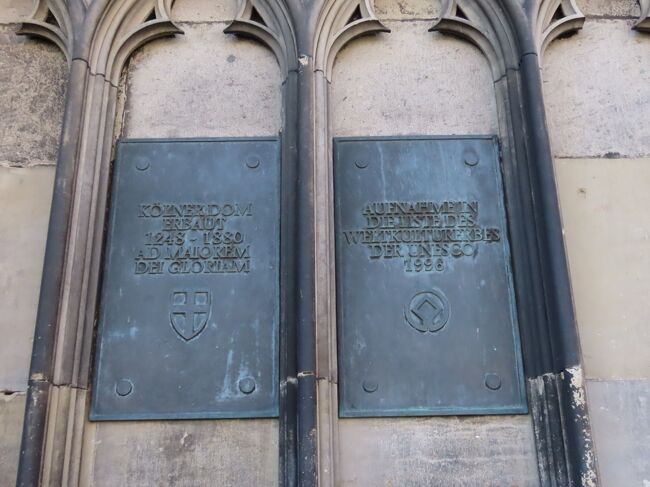 KÖLNER DOM
ERBAUT
1248 - 1880
AD MAIOREM
DEI GLORIAM
AUFNAHME IN
DIE LISTE DES
WELTKULTURERBES
DER UNESCO
1996